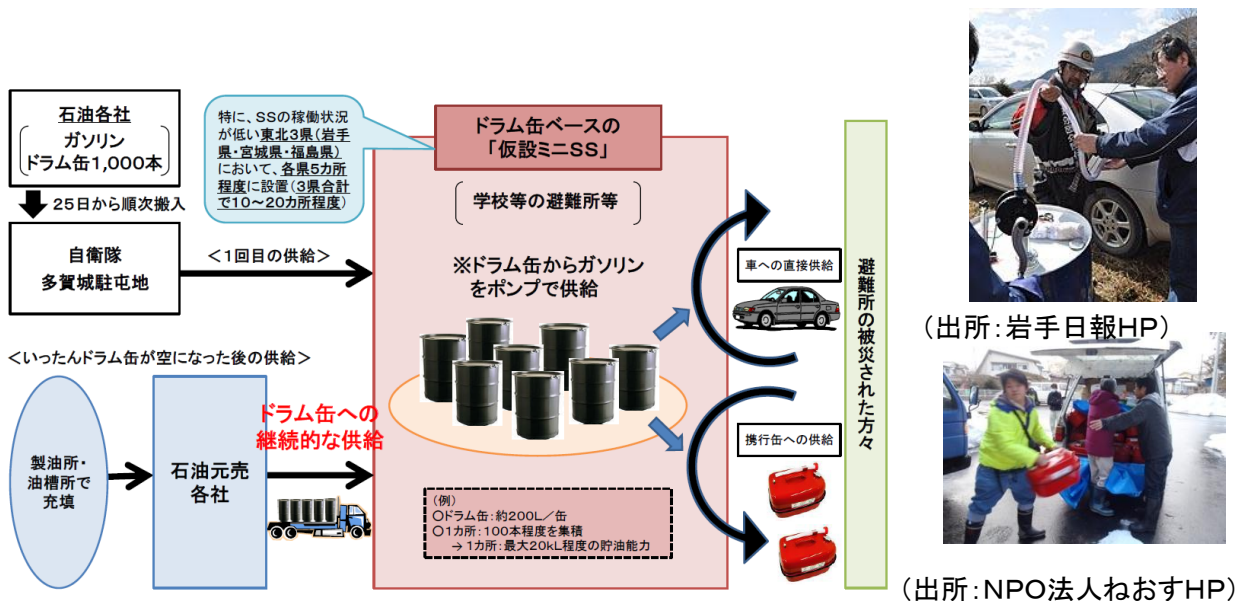 石油各社
ガソリン
ドラム缶1,000本
25日から順次搬入
自衛隊
多賀城駐屯地
＜1回目の供給＞
特に、SSの稼働状況
が低い東北3県（岩手
県・宮城県・福島県）
において、各県5カ所
程度に設置（3県合計
で10～20カ所程度）
＜いったんドラム缶が空になった後の供給＞
製油所・
油槽所で
充填
石油元売
各社
ドラム缶への
継続的な供給
ドラム缶ベースの
「仮設ミニSS」
学校等の避難所等
※ドラム缶からガソリン
をポンプで供給
（例）
○ドラム缶：約200L／缶
○1カ所：100本程度を集積
→ 1カ所：最大20kL程度の貯油能力
車への直接供給
携行缶への供給
避難所の被災された方々
（出所：岩手日報HP）
（出所：NPO法人ねおすHP）